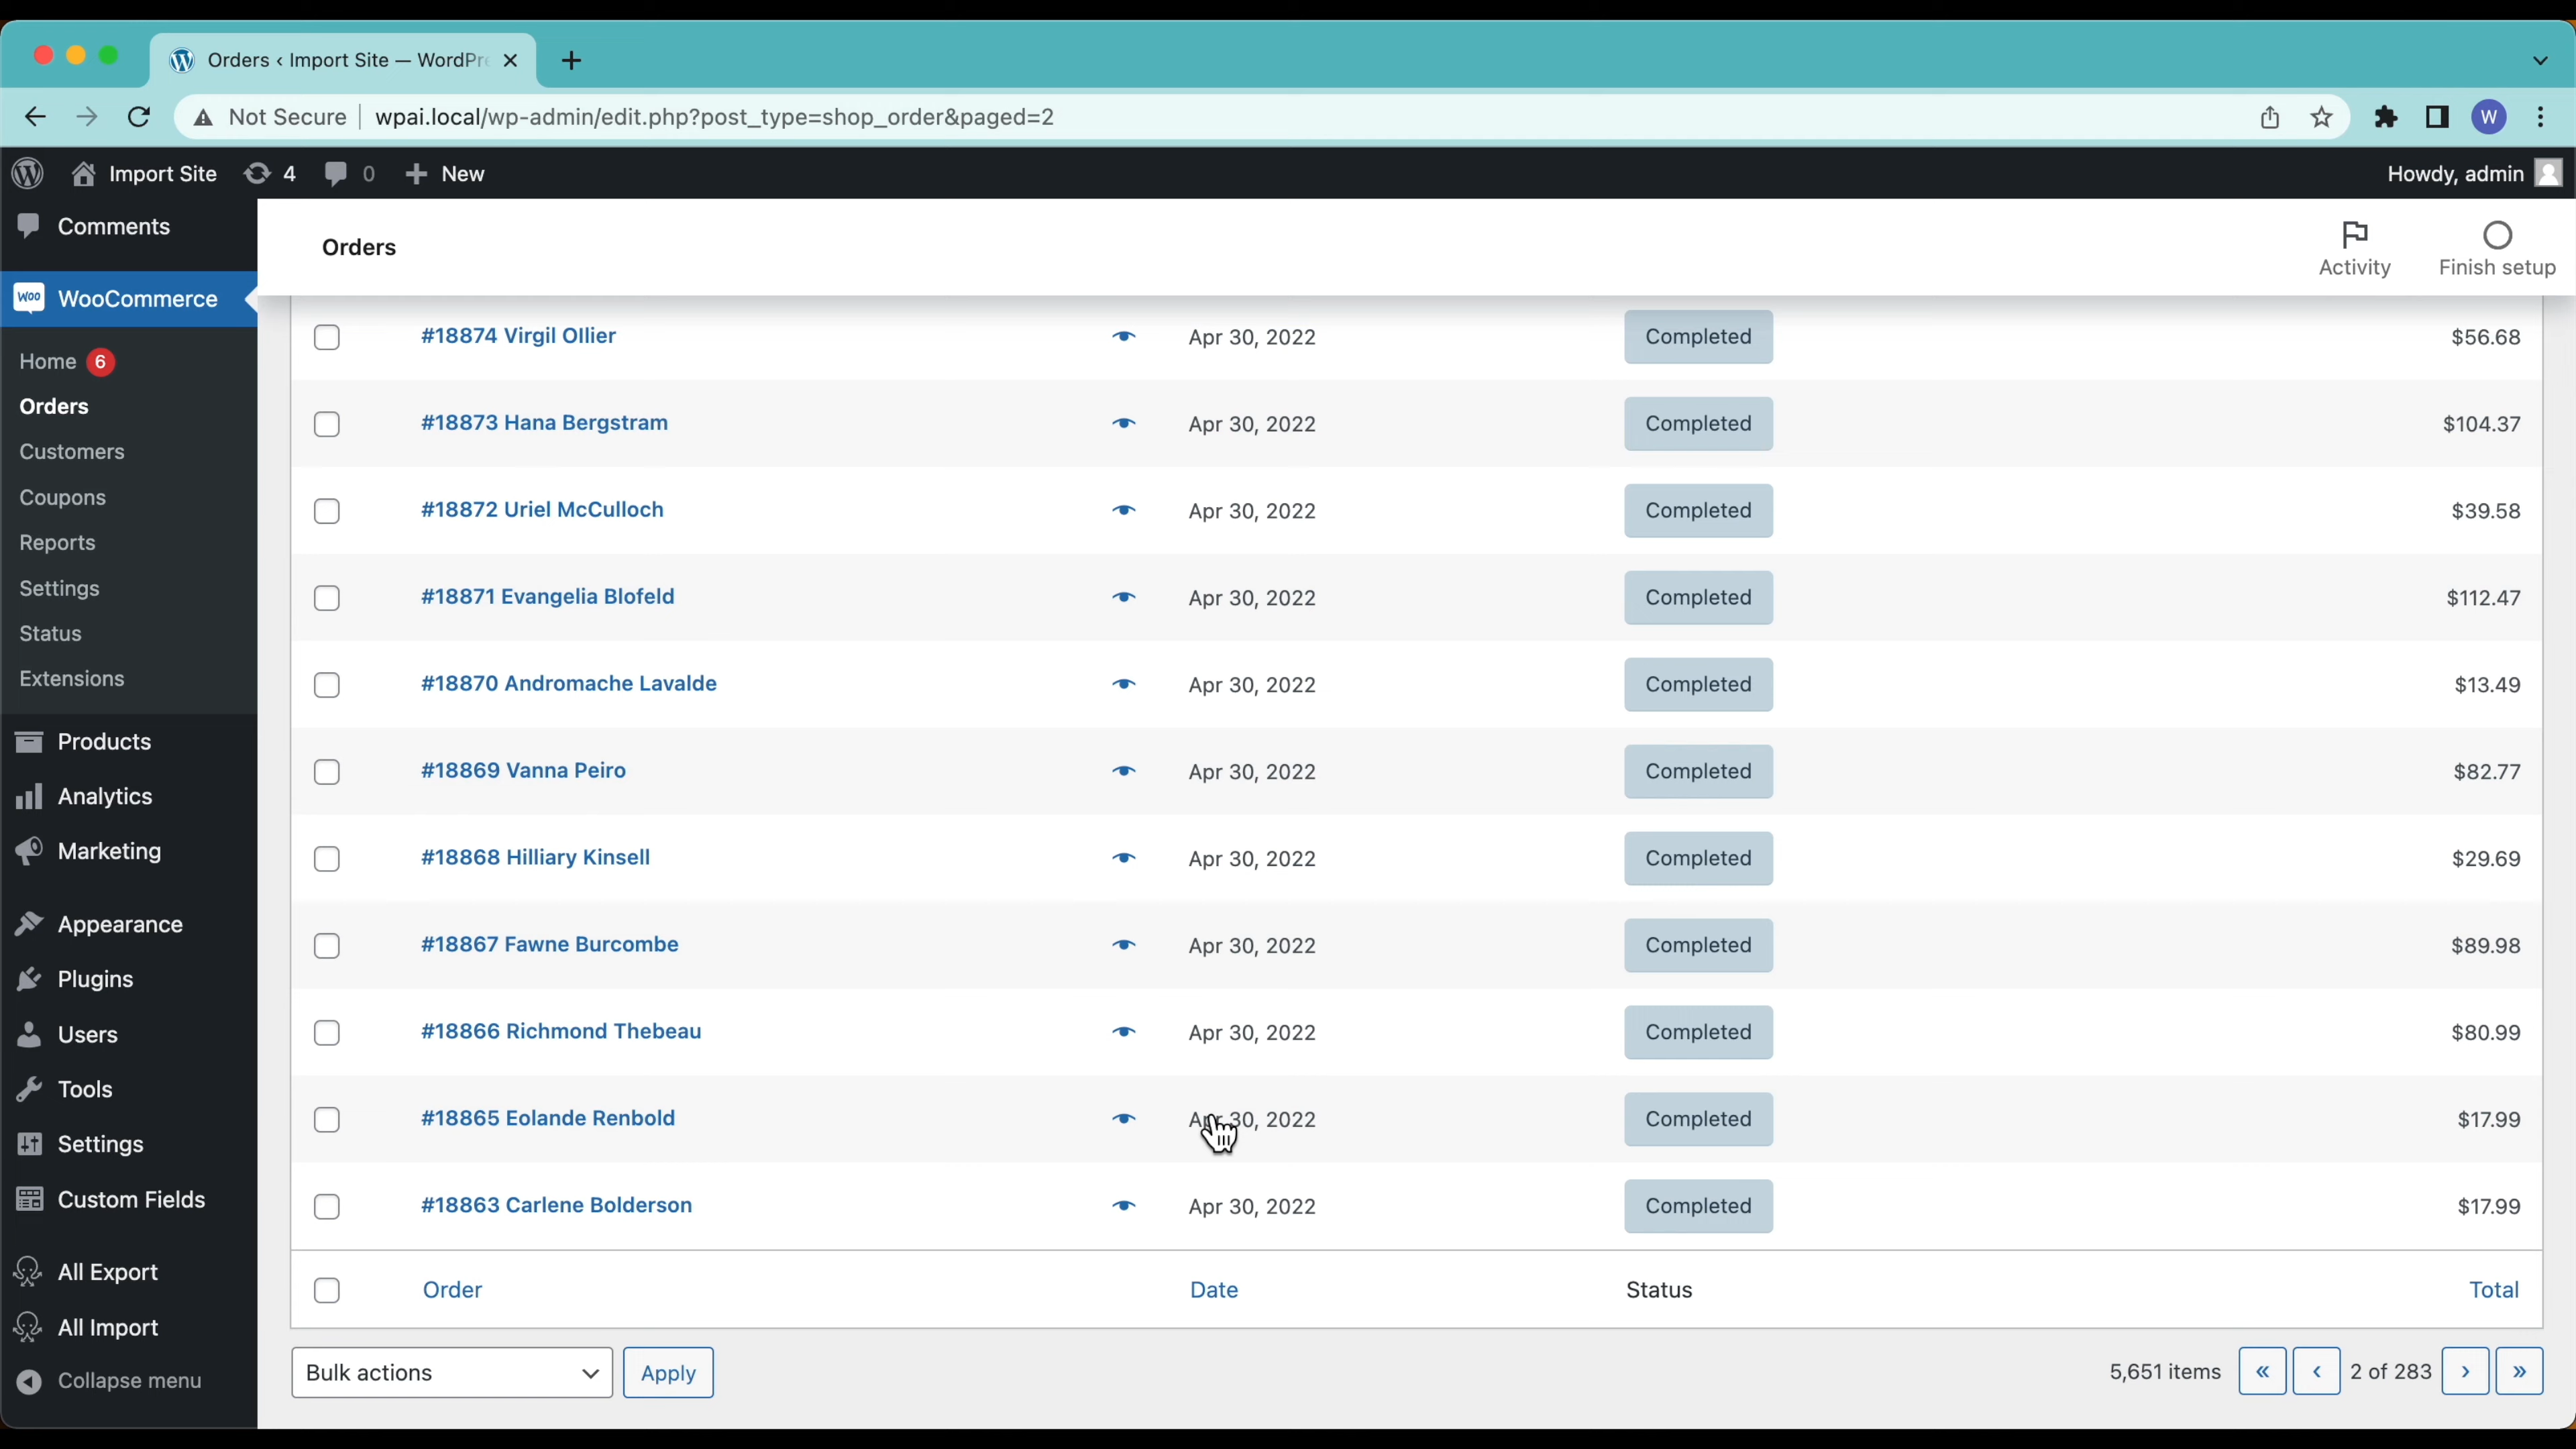 Orders ‹ Import Site — WordPr
Not Secure wpai.local/wp-admin/edit.php?post_type=shop_order&paged=2
W
Import Site 4 0 New
Howdy, admin
Comments
WooCommerce
Home 6
Orders
Customers
Coupons
Reports
Settings
Status
Extensions
Products
Analytics
Marketing
Appearance
Plugins
Users
Tools
Settings
Custom Fields
All Export
All Import
Collapse menu
Orders
Activity
Finish setup
#18874 Virgil Ollier Apr 30, 2022 Completed $56.68
#18873 Hana Bergstram Apr 30, 2022 Completed $104.37
#18872 Uriel McCulloch Apr 30, 2022 Completed $39.58
#18871 Evangelia Blofeld Apr 30, 2022 Completed $112.47
#18870 Andromache Lavalde Apr 30, 2022 Completed $13.49
#18869 Vanna Peiro Apr 30, 2022 Completed $82.77
#18868 Hilliary Kinsell Apr 30, 2022 Completed $29.69
#18867 Fawne Burcombe Apr 30, 2022 Completed $89.98
#18866 Richmond Thebeau Apr 30, 2022 Completed $80.99
#18865 Eolande Renbold Apr 30, 2022 Completed $17.99
#18863 Carlene Bolderson Apr 30, 2022 Completed $17.99
Order Date Status Total
Bulk actions Apply 5,651 items « ‹ 2 of 283 › »